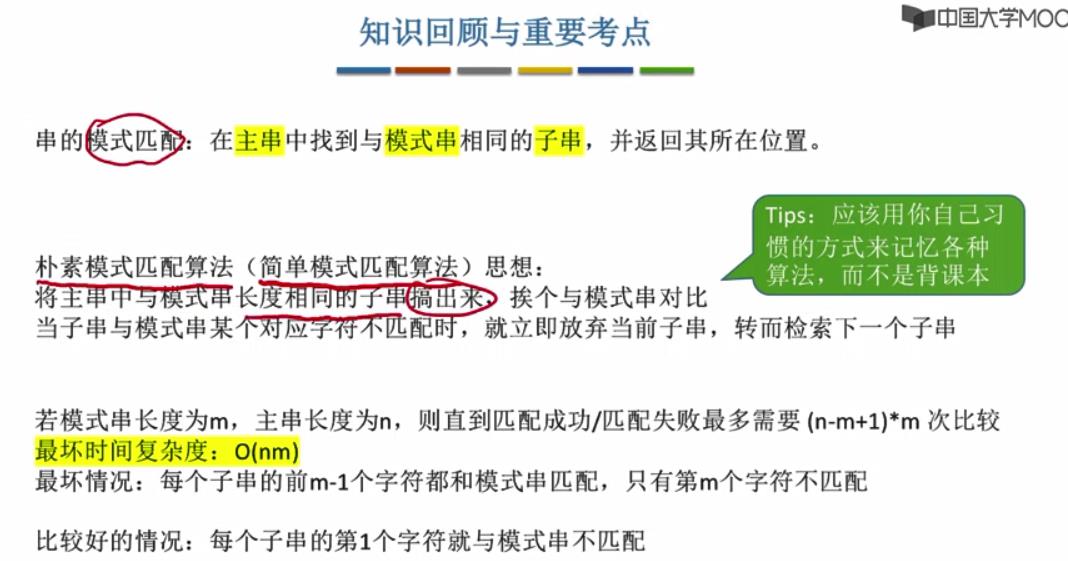 中国大学MOO
知识回顾与重要考点
串的模式匹配：在主串中找到与模式串相同的子串，并返回其所在位置。
Tips：应该用你自己习
惯的方式来记忆各种
算法，而不是背课本
朴素模式匹配算法（简单模式匹配算法）思想：
将主串中与模式串长度相同的子串搞出来，挨个与模式串对比
当子串与模式串某个对应字符不匹配时，就立即放弃当前子串，转而检索下一个子串
若模式串长度为m，主串长度为n，则直到匹配成功/匹配失败最多需要 (n-m+1)*m 次比较
最坏时间复杂度：O(nm)
最坏情况：每个子串的前m-1个字符都和模式串匹配，只有第m个字符不匹配
比较好的情况：每个子串的第1个字符就与模式串不匹配